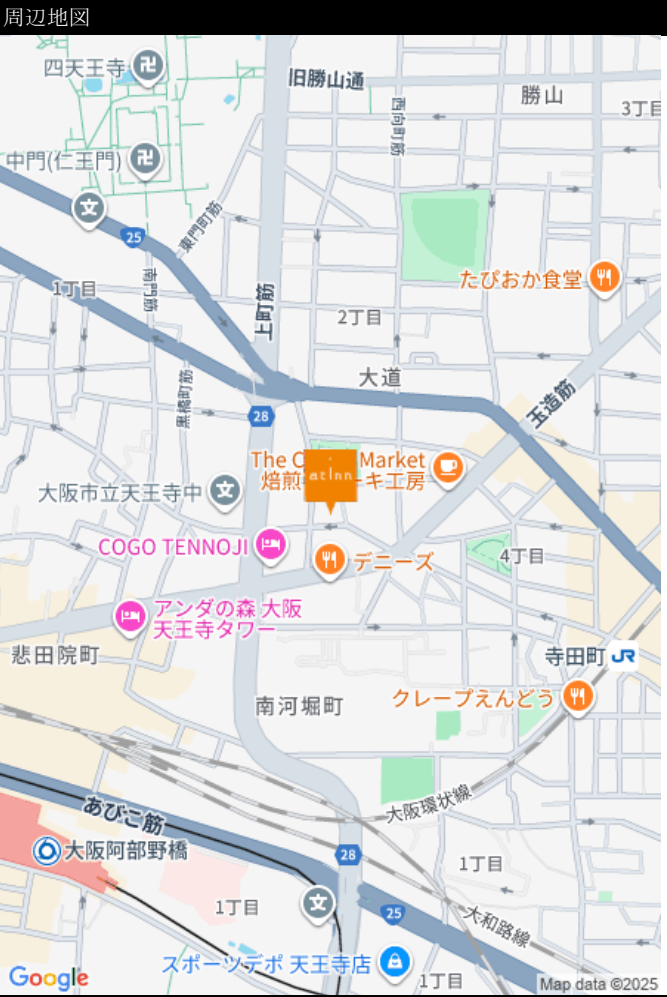 周辺地図
四天王寺
旧勝山通
勝山
西向町筋
3丁目
中門(仁王門)
文
25
東門町筋
南門筋
1丁目
上町筋
たぴおか食堂
2丁目
大道
黒橋町筋
28
玉造筋
The C Market
焙煎 ーキ工房
at inn
大阪市立天王寺中
文
COGO TENNOJI
デニーズ
4丁目
アンダの森 大阪
天王寺タワー
悲田院町
寺田町 JR
クレープえんどう
南河堀町
大阪環状線
あびこ筋
大阪阿部野橋
28
1丁目
1丁目
文
25
大和路線
スポーツデポ 天王寺店
1丁目
Google
Map data ©2025